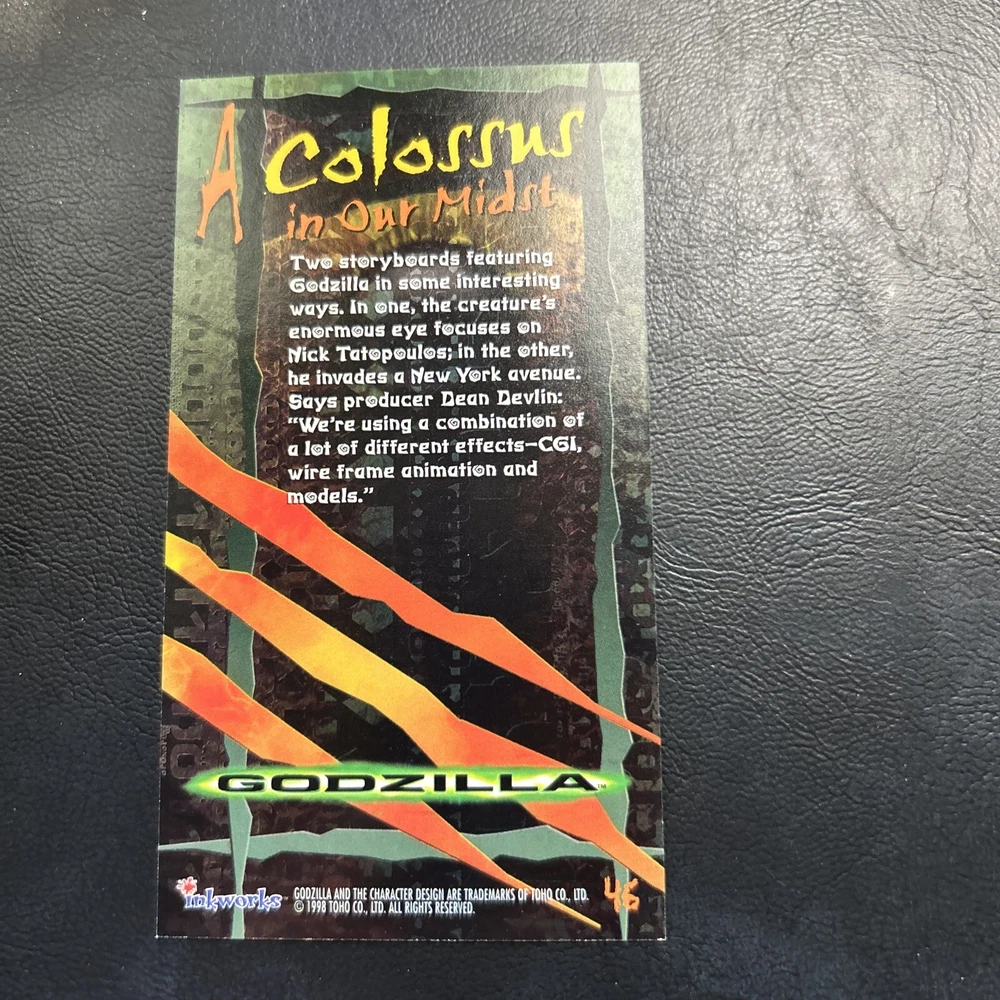 A Colossus
in Our Midst
Two storyboards featuring
Godzilla in some interesting
ways. In one, the creature's
enormous eye focuses on
Nick Tatopoulos; in the other,
he invades a New York avenue.
Says producer Dean Devlin:
"We're using a combination of
a lot of different effects—CGI,
wire frame animation and
models."
GODZILLA™
inkworks
GODZILLA AND THE CHARACTER DESIGN ARE TRADEMARKS OF TOHO CO., LTD.
© 1998 TOHO CO., LTD. ALL RIGHTS RESERVED.
46